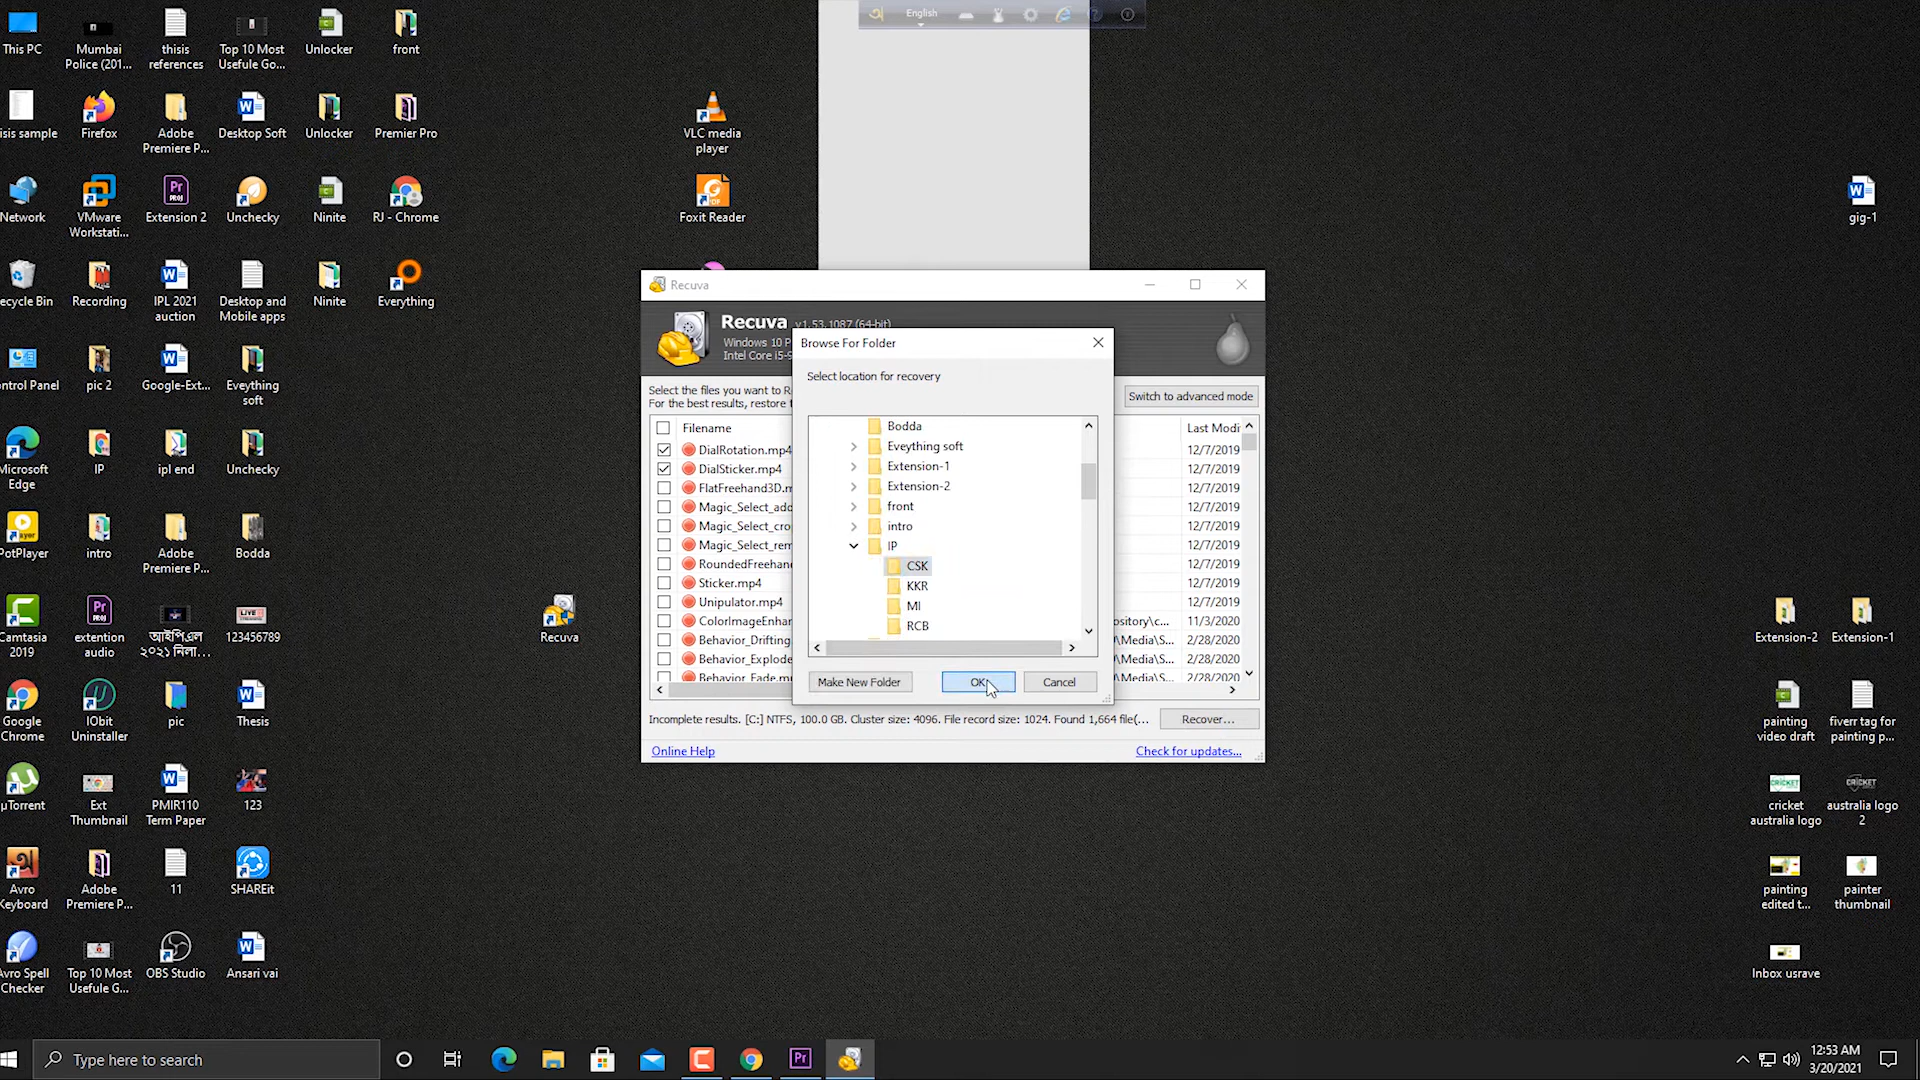 English
This PC
Mumbai
Police (201...
thisis
references
Top 10 Most
Usefule Go...
Unlocker
front
isis sample
Firefox
Adobe
Premiere P...
Desktop Soft
Unlocker
Premier Pro
Network
VMware
Workstati...
Extension 2
Unchecky
Ninite
RJ - Chrome
ecycle Bin
Recording
IPL 2021
auction
Desktop and
Mobile apps
Ninite
Everything
ontrol Panel
pic 2
Google-Ext...
Eveything
soft
Microsoft
Edge
IP
ipl end
Unchecky
PotPlayer
intro
Adobe
Premiere P...
Bodda
Camtasia
2019
extention
audio
আইপিএল
২০২১ নিলা...
123456789
Google
Chrome
IObit
Uninstaller
pic
Thesis
µTorrent
Ext
Thumbnail
PMIR110
Term Paper
123
Avro
Keyboard
Adobe
Premiere P...
11
SHAREit
Avro Spell
Checker
Top 10 Most
Usefule G...
OBS Studio
Ansari vai
VLC media
player
Foxit Reader
Recuva
gig-1
Extension-2
Extension-1
painting
video draft
fiverr tag for
painting p...
cricket
australia logo
australia logo
2
painting
edited t...
painter
thumbnail
Inbox usrave
Recuva
Recuva v1.53.1087 (64-bit)
Windows 10 P
Intel Core i5-9
Select the files you want to R
For the best results, restore t
Switch to advanced mode
Filename
Last Modi
DialRotation.mp4
12/7/2019
DialSticker.mp4
12/7/2019
FlatFreehand3D.m
12/7/2019
Magic_Select_add
12/7/2019
Magic_Select_cro
12/7/2019
Magic_Select_rem
12/7/2019
RoundedFreehan
12/7/2019
Sticker.mp4
12/7/2019
Unipulator.mp4
12/7/2019
ColorImageEnhar
ository\c...
11/3/2020
Behavior_Drifting
\Media\S...
2/28/2020
Behavior_Explode
\Media\S...
2/28/2020
Behavior_Fade.m
Incomplete results. [C:] NTFS, 100.0 GB. Cluster size: 4096. File record size: 1024. Found 1,664 file(...
Recover...
Online Help
Check for updates...
Browse For Folder
Select location for recovery
Bodda
Eveything soft
Extension-1
Extension-2
front
intro
IP
CSK
KKR
MI
RCB
Make New Folder
OK
Cancel
Type here to search
12:53 AM
3/20/2021